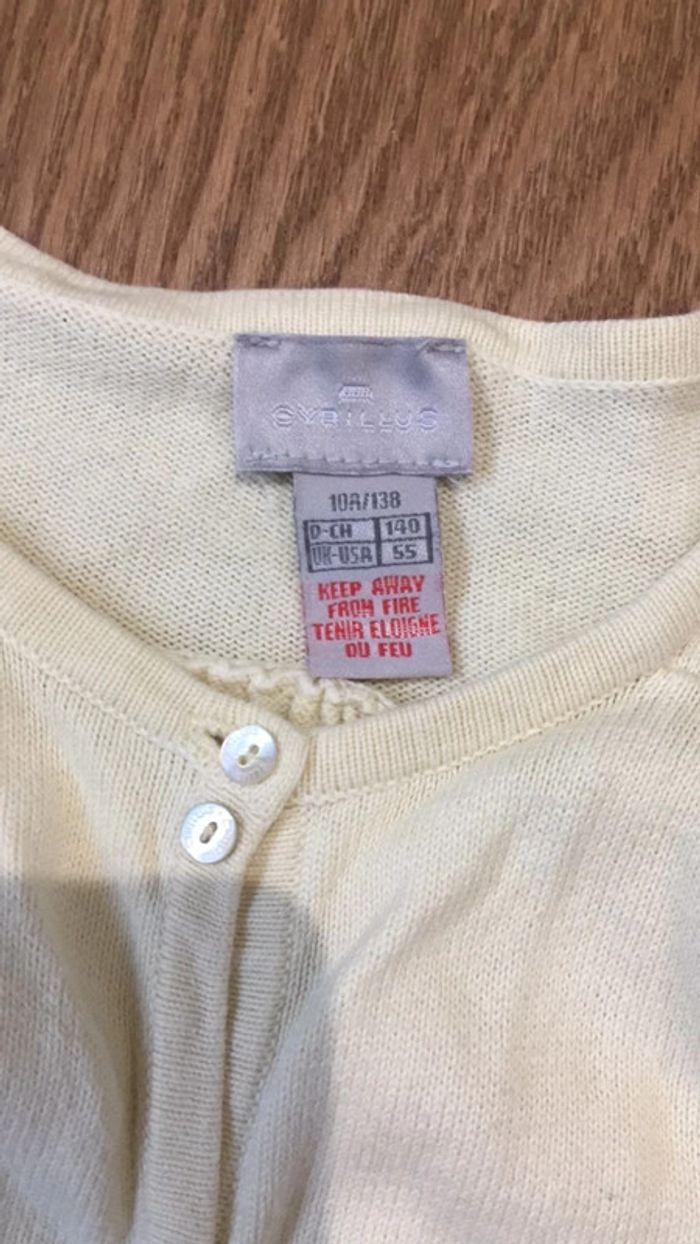 CYRILLUS
10A/138
D-CH 140
UK-USA 55
KEEP AWAY
FROM FIRE
TENIR ELOIGNE
DU FEU